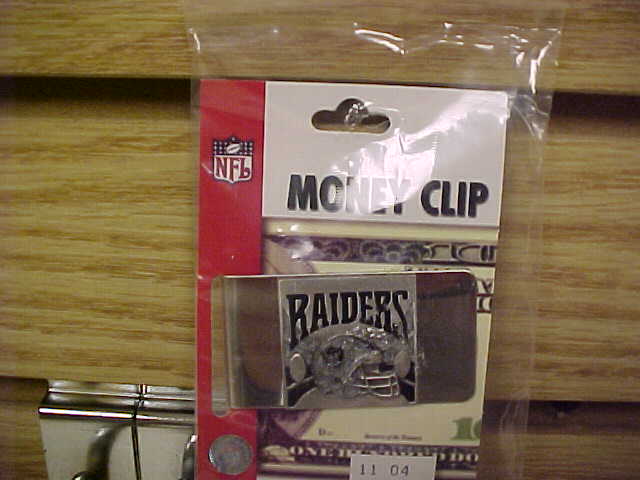 NFL
MONEY CLIP
RAIDERS
11 04